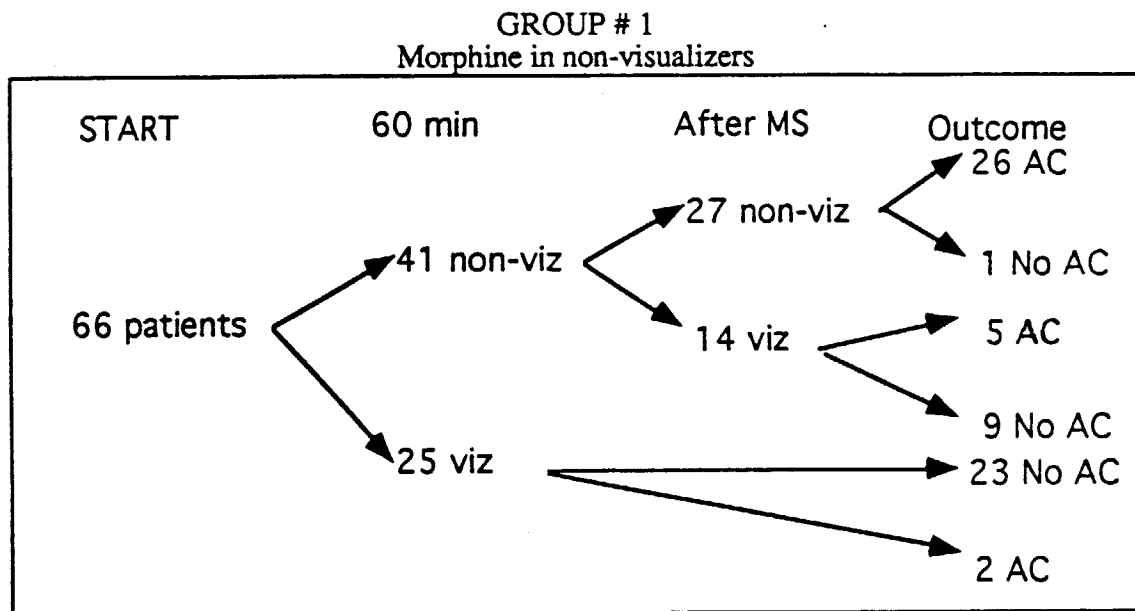 GROUP # 1
Morphine in non-visualizers
START 60 min After MS Outcome
26 AC
27 non-viz
41 non-viz 1 No AC
66 patients 5 AC
14 viz
9 No AC
25 viz 23 No AC
2 AC